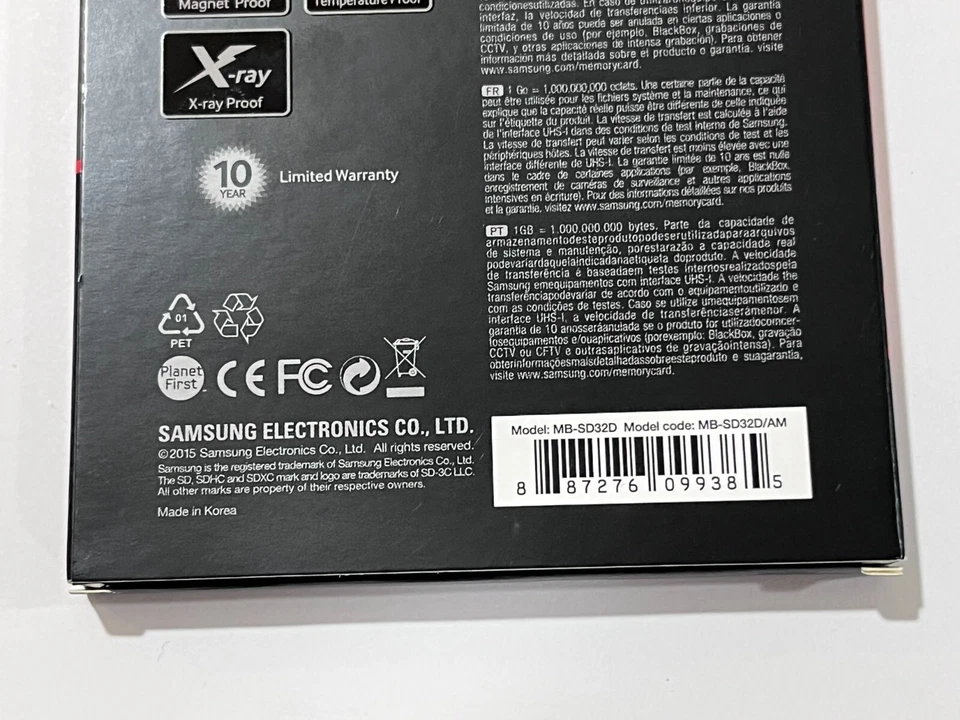 Magnet Proof
Temperature Proof
X-ray
X-ray Proof
10
YEAR
Limited Warranty
01
PET
Planet
First
CE FC
SAMSUNG ELECTRONICS CO., LTD.
©2015 Samsung Electronics Co., Ltd. All rights reserved.
Samsung is the registered trademark of Samsung Electronics Co., Ltd.
The SD, SDHC and SDXC mark and logo are trademarks of SD-3C LLC.
All other marks are property of their respective owners.
Made in Korea
condicionesutilizadas. En caso de
interfaz, la velocidad de transferenciaes inferior. La garantía
limitada de 10 años puede ser anulada en ciertas aplicaciones o
condiciones de uso (por ejemplo, BlackBox, grabaciones de
CCTV, y otras aplicaciones de intensa grabación). Para obtener
información más detallada sobre el producto o garantía, visite
www.samsung.com/memorycard.
FR 1 Go = 1,000,000,000 octets. Une certaine partie de la capacité
peut être utilisée pour les fichiers système et la maintenance, ce qui
explique que la capacité réelle puisse être différente de celle indiquée
sur l'étiquette du produit. La vitesse de transfert est calculée à l'aide
de l'interface UHS-I dans des conditions de test interne de Samsung.
La vitesse de transfert peut varier selon les conditions de test et les
périphériques hôtes. La vitesse de transfert est moins élevée avec une
interface différente de UHS-I. La garantie limitée de 10 ans est nulle
dans le cadre de certaines applications (par exemple, BlackBox,
enregistrement de caméras de surveillance et autres applications
intensives en écriture). Pour des informations détaillées sur nos produits
et la garantie, visitez www.samsung.com/memorycard.
PT 1GB = 1.000.000.000 bytes. Parte da capacidade de
armazenamentodesteprodutopodeserutilizadaparaarquivos
de sistema e manutenção, porestarazão a capacidade real
podevariardaquelaindicadanaetiqueta doproduto. A velocidade
de transferência é baseadaem testes internosrealizadospela
Samsung emequipamentos com interface UHS-I. A velocidade the
transferênciapodevariar de acordo com o equipamentoutilizado e
com as condições de testes. Caso se utilize umequipamentosem
interface UHS-I, a velocidade de transferênciaserámenor. A
garantia de 10 anosseráanulada se o produto for utilizadocomcer-
tosequipamentos e/ouaplicativos (porexemplo: BlackBox, gravação
CCTV ou CFTV e outrasaplicativos de gravaçãointensa). Para
obterinformaçõesmaisdetalhadassobreesteproduto e suagarantia,
visite www.samsung.com/memorycard.
Model: MB-SD32D Model code: MB-SD32D/AM
8 87276 09938 5